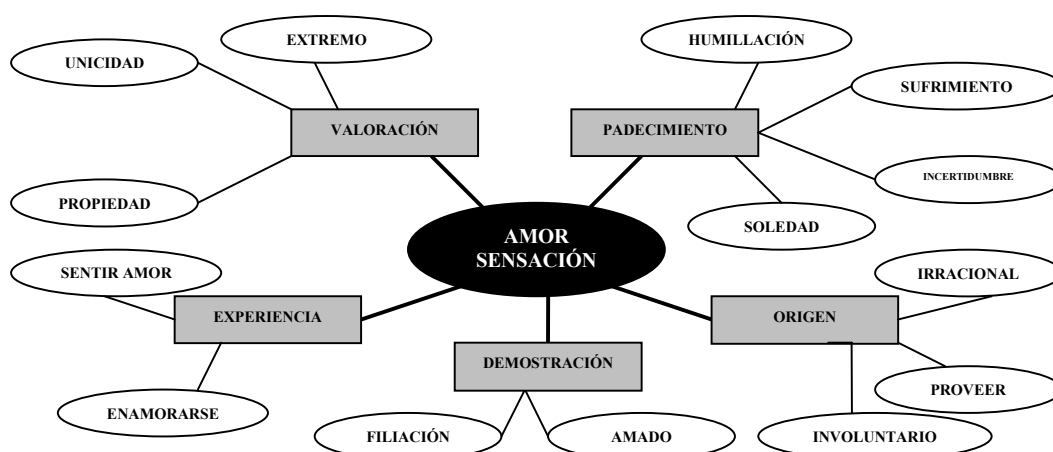 EXTREMO
HUMILLACIÓN
UNICIDAD
SUFRIMIENTO
VALORACIÓN
PADECIMIENTO
INCERTIDUMBRE
PROPIEDAD
SOLEDAD
AMOR
SENSACIÓN
SENTIR AMOR
IRRACIONAL
EXPERIENCIA
ORIGEN
DEMOSTRACIÓN
PROVEER
ENAMORARSE
FILIACIÓN
AMADO
INVOLUNTARIO